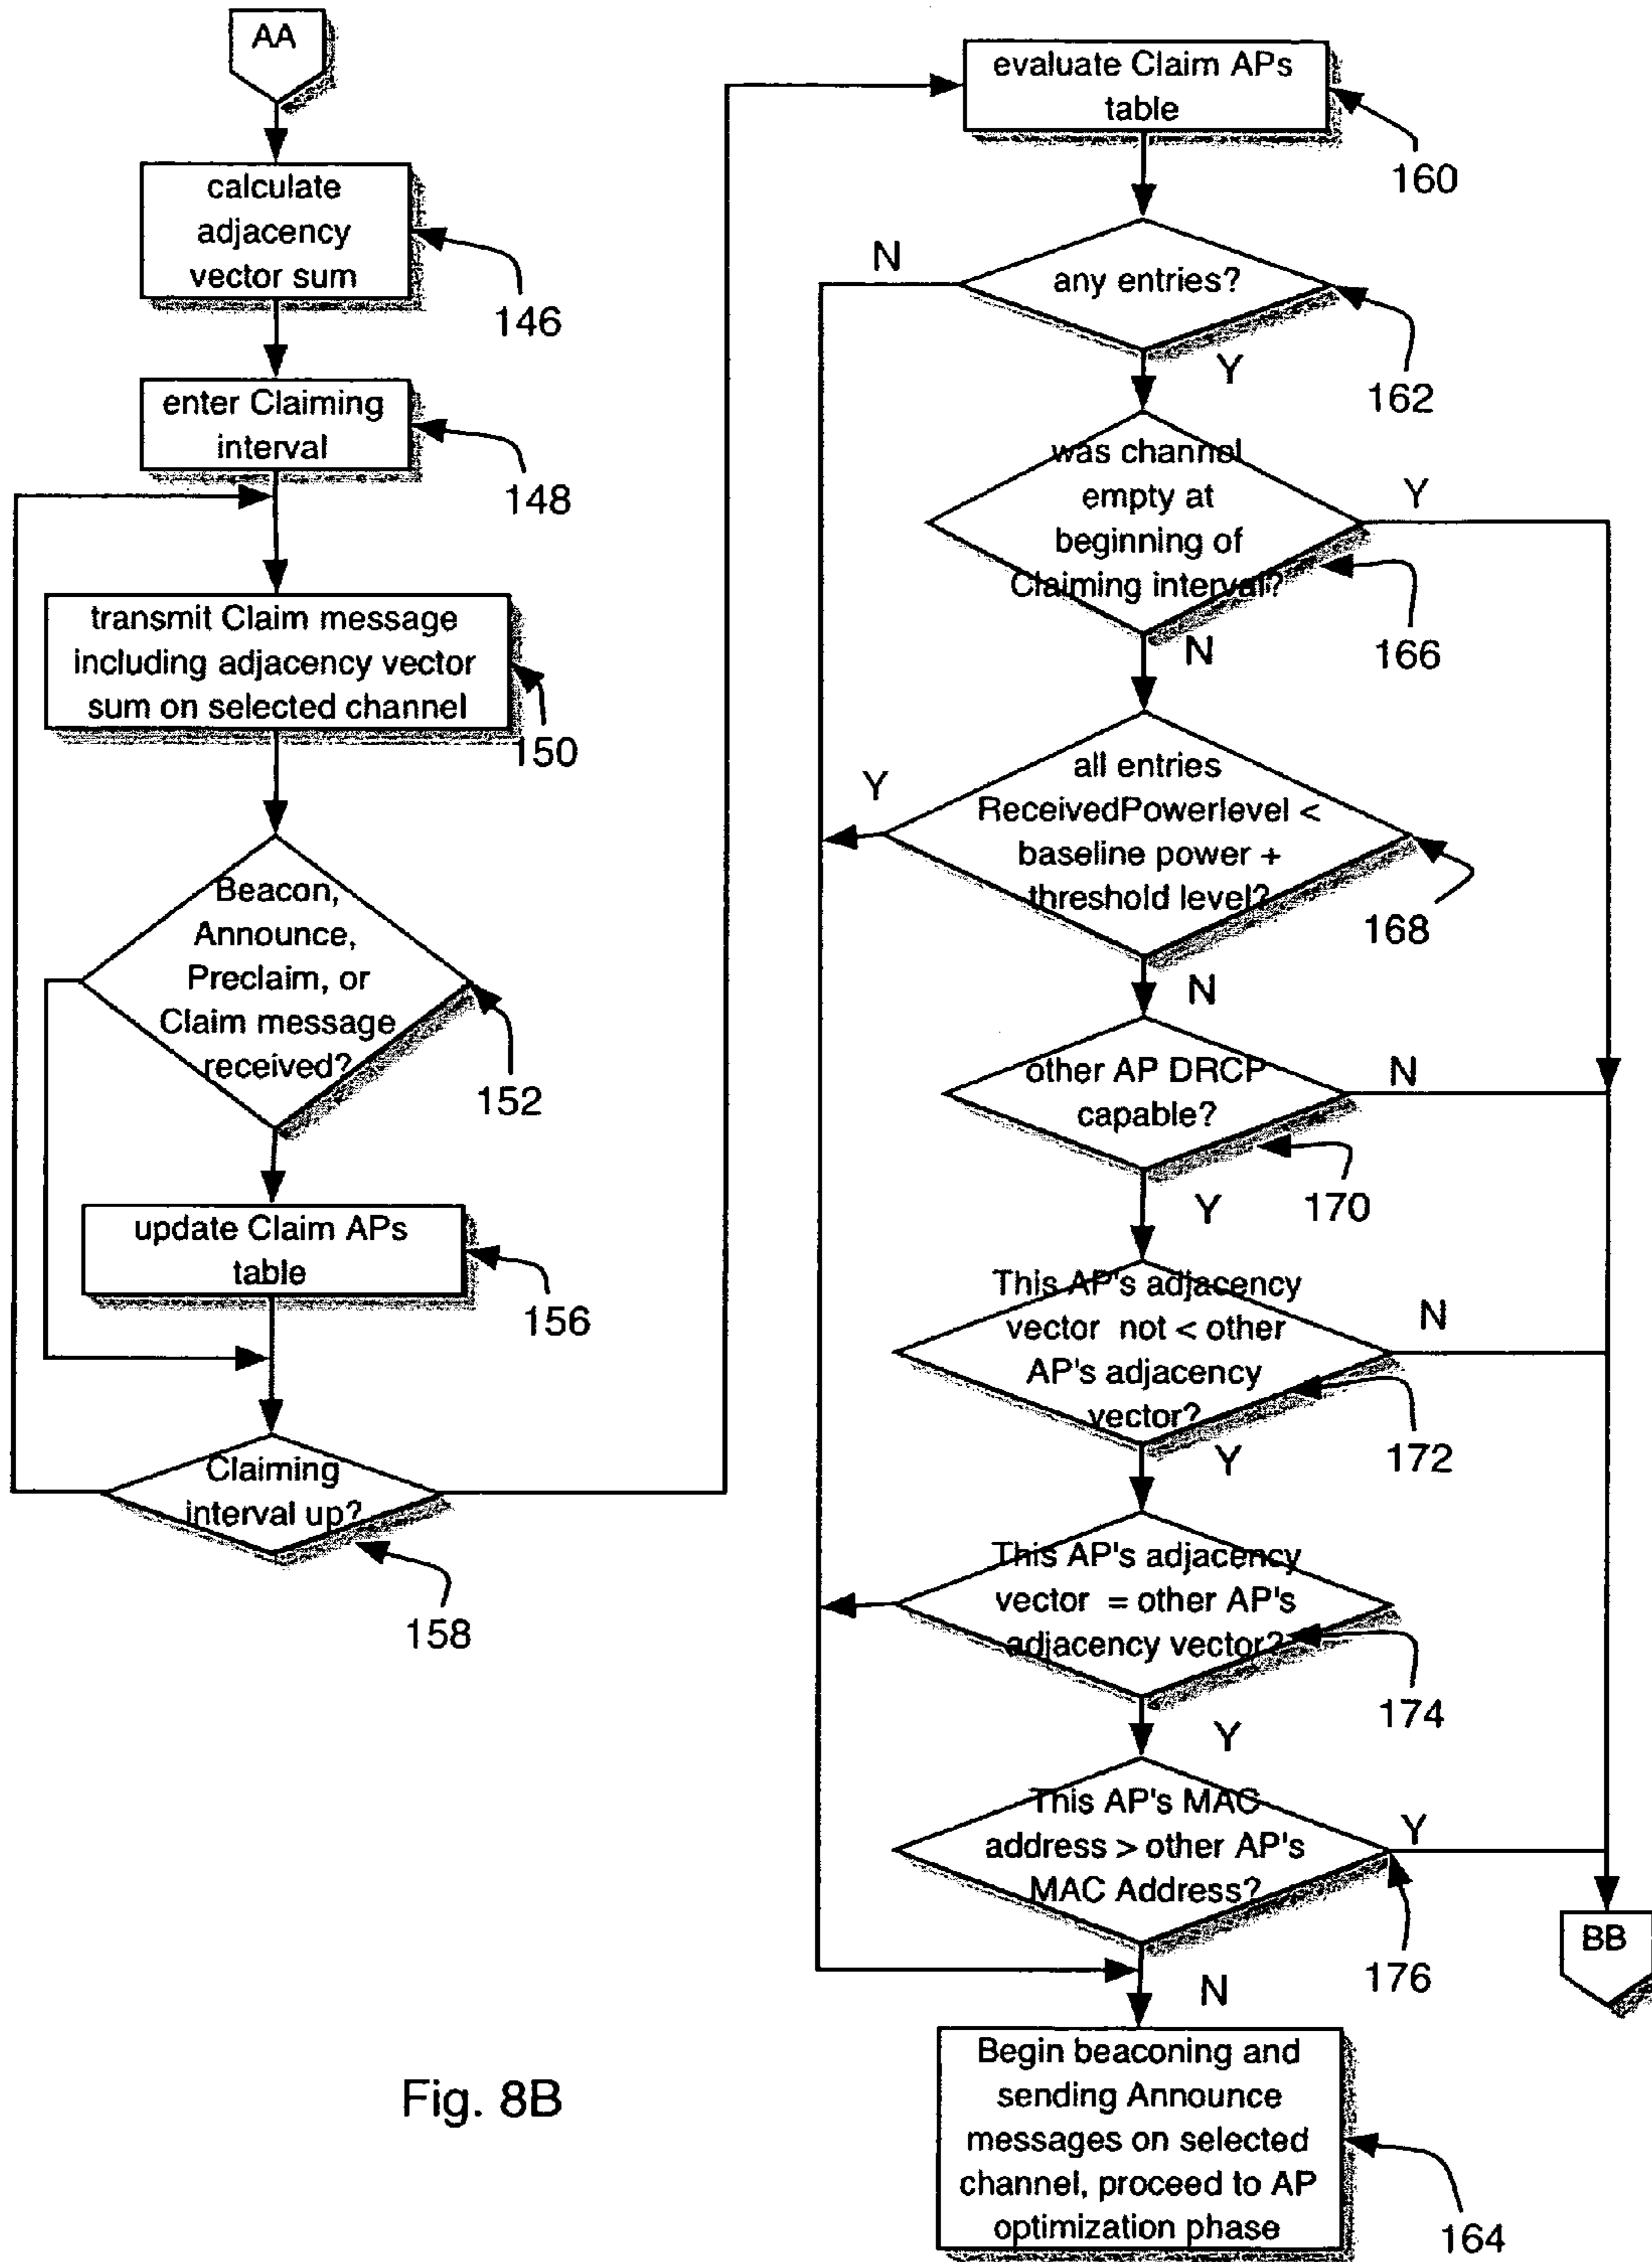 AA
calculate
adjacency
vector sum
146
enter Claiming
interval
148
transmit Claim message
including adjacency vector
sum on selected channel
150
Beacon,
Announce,
Preclaim, or
Claim message
received?
152
update Claim APs
table
156
Claiming
interval up?
158
evaluate Claim APs
table
160
N
any entries?
162
Y
was channel
empty at
beginning of
Claiming interval?
Y
166
N
all entries
ReceivedPowerlevel <
baseline power +
threshold level?
Y
168
N
other AP DRCP
capable?
N
170
Y
This AP's adjacency
vector not < other
AP's adjacency
vector?
N
172
Y
This AP's adjacency
vector = other AP's
adjacency vector?
174
Y
This AP's MAC
address > other AP's
MAC Address?
Y
176
BB
N
Begin beaconing and
sending Announce
messages on selected
channel, proceed to AP
optimization phase
164
Fig. 8B